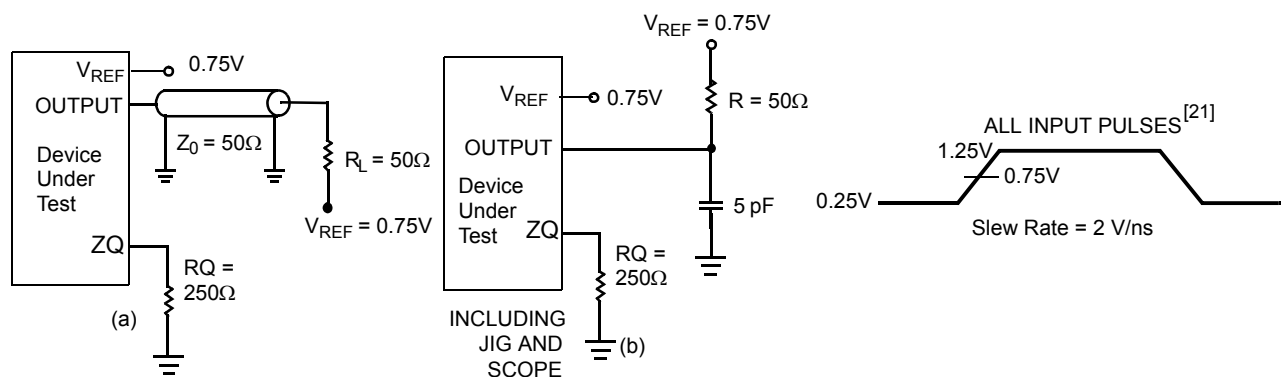 V_REF 0.75V
OUTPUT
Z_0 = 50Ω
Device
Under
Test
R_L = 50Ω
V_REF = 0.75V
ZQ
RQ =
250Ω
(a)
V_REF = 0.75V
R = 50Ω
V_REF 0.75V
OUTPUT
Device
Under
Test
5 pF
ZQ
RQ =
250Ω
INCLUDING
JIG AND
SCOPE
(b)
ALL INPUT PULSES[21]
1.25V
0.75V
0.25V
Slew Rate = 2 V/ns